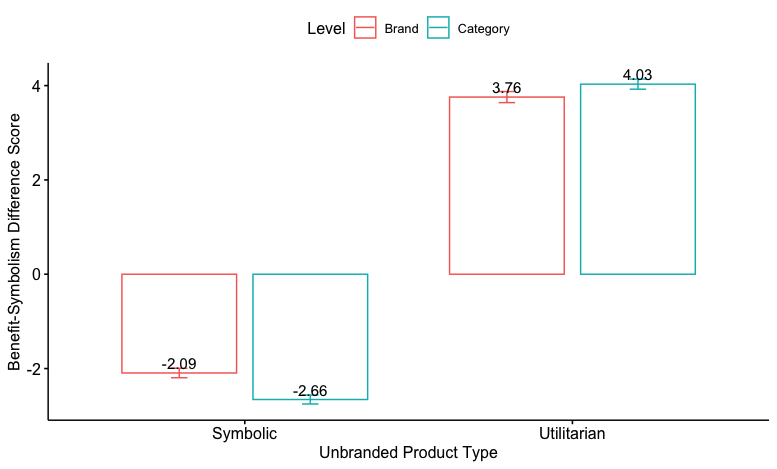 Level Brand Category
Benefit-Symbolism Difference Score
4
2
0
-2
3.76
4.03
-2.09
-2.66
Symbolic Utilitarian
Unbranded Product Type